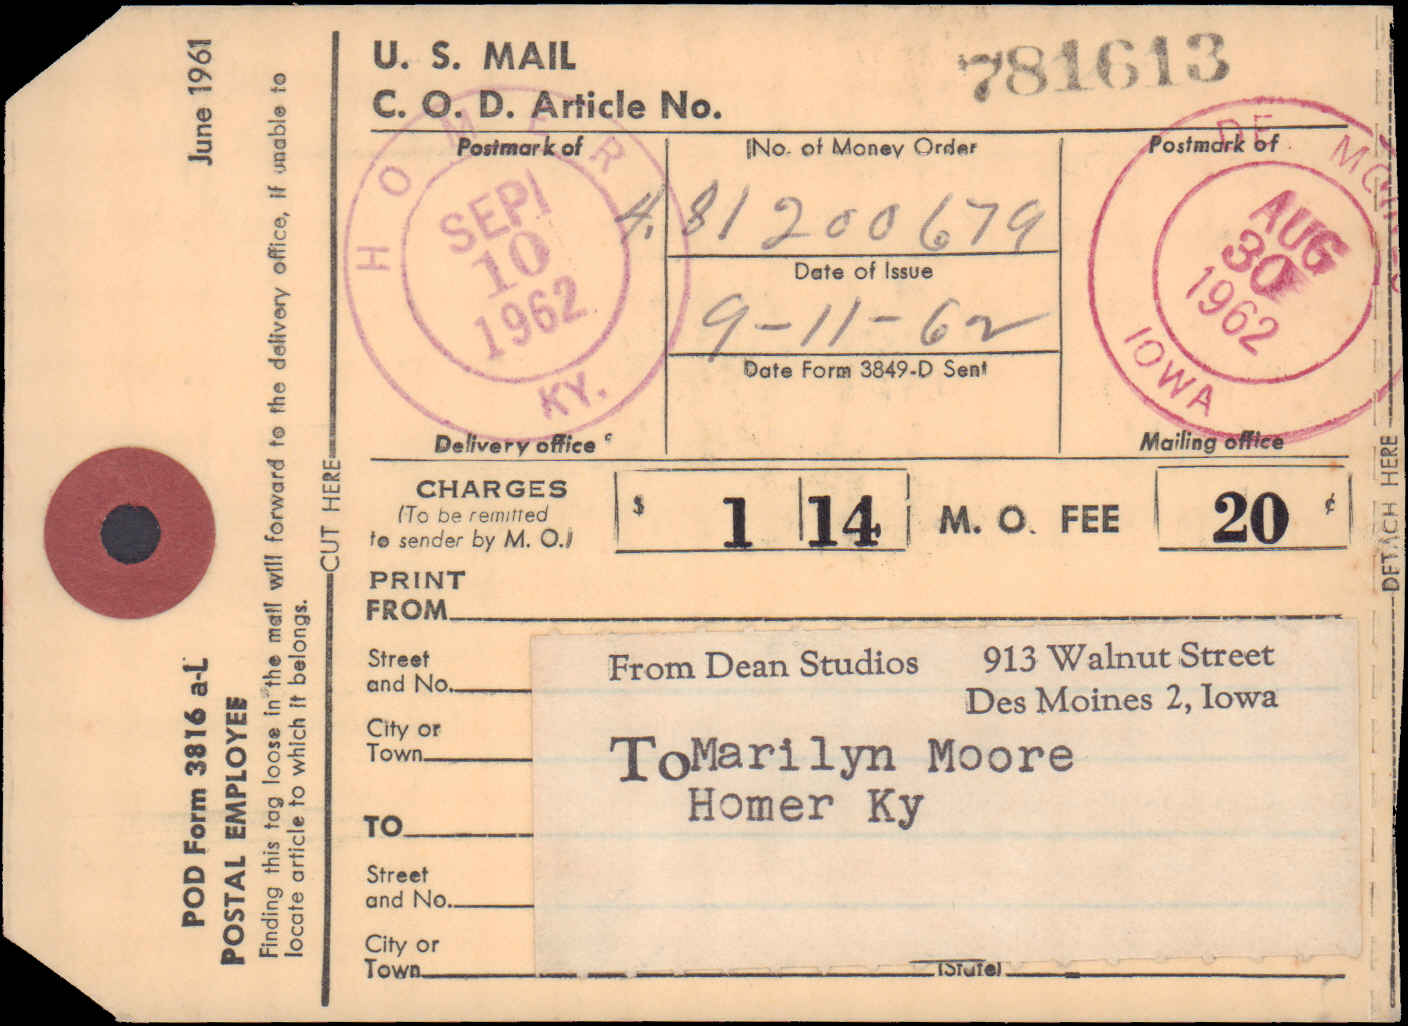 June 1961
POD Form 3816 a-L
POSTAL EMPLOYEE
Finding this tag loose in the mail will forward to the delivery office, if unable to
locate article to which it belongs.
CUT HERE
U. S. MAIL
C. O. D. Article No.
781613
Postmark of
HOMER
SEP
10
1962
KY.
Delivery office
No. of Money Order
4.81200679
Date of Issue
9-11-62
Date Form 3849-D Sent
Postmark of
DE MOINES
AUG
30
1962
IOWA
Mailing office
CHARGES
(To be remitted
to sender by M. O.)
$ 1 14
M. O. FEE
20 ¢
DETACH HERE
PRINT
FROM
Street
and No.
City or
Town
TO
Street
and No.
City or
Town
(State)
From Dean Studios 913 Walnut Street
Des Moines 2, Iowa
To Marilyn Moore
Homer Ky